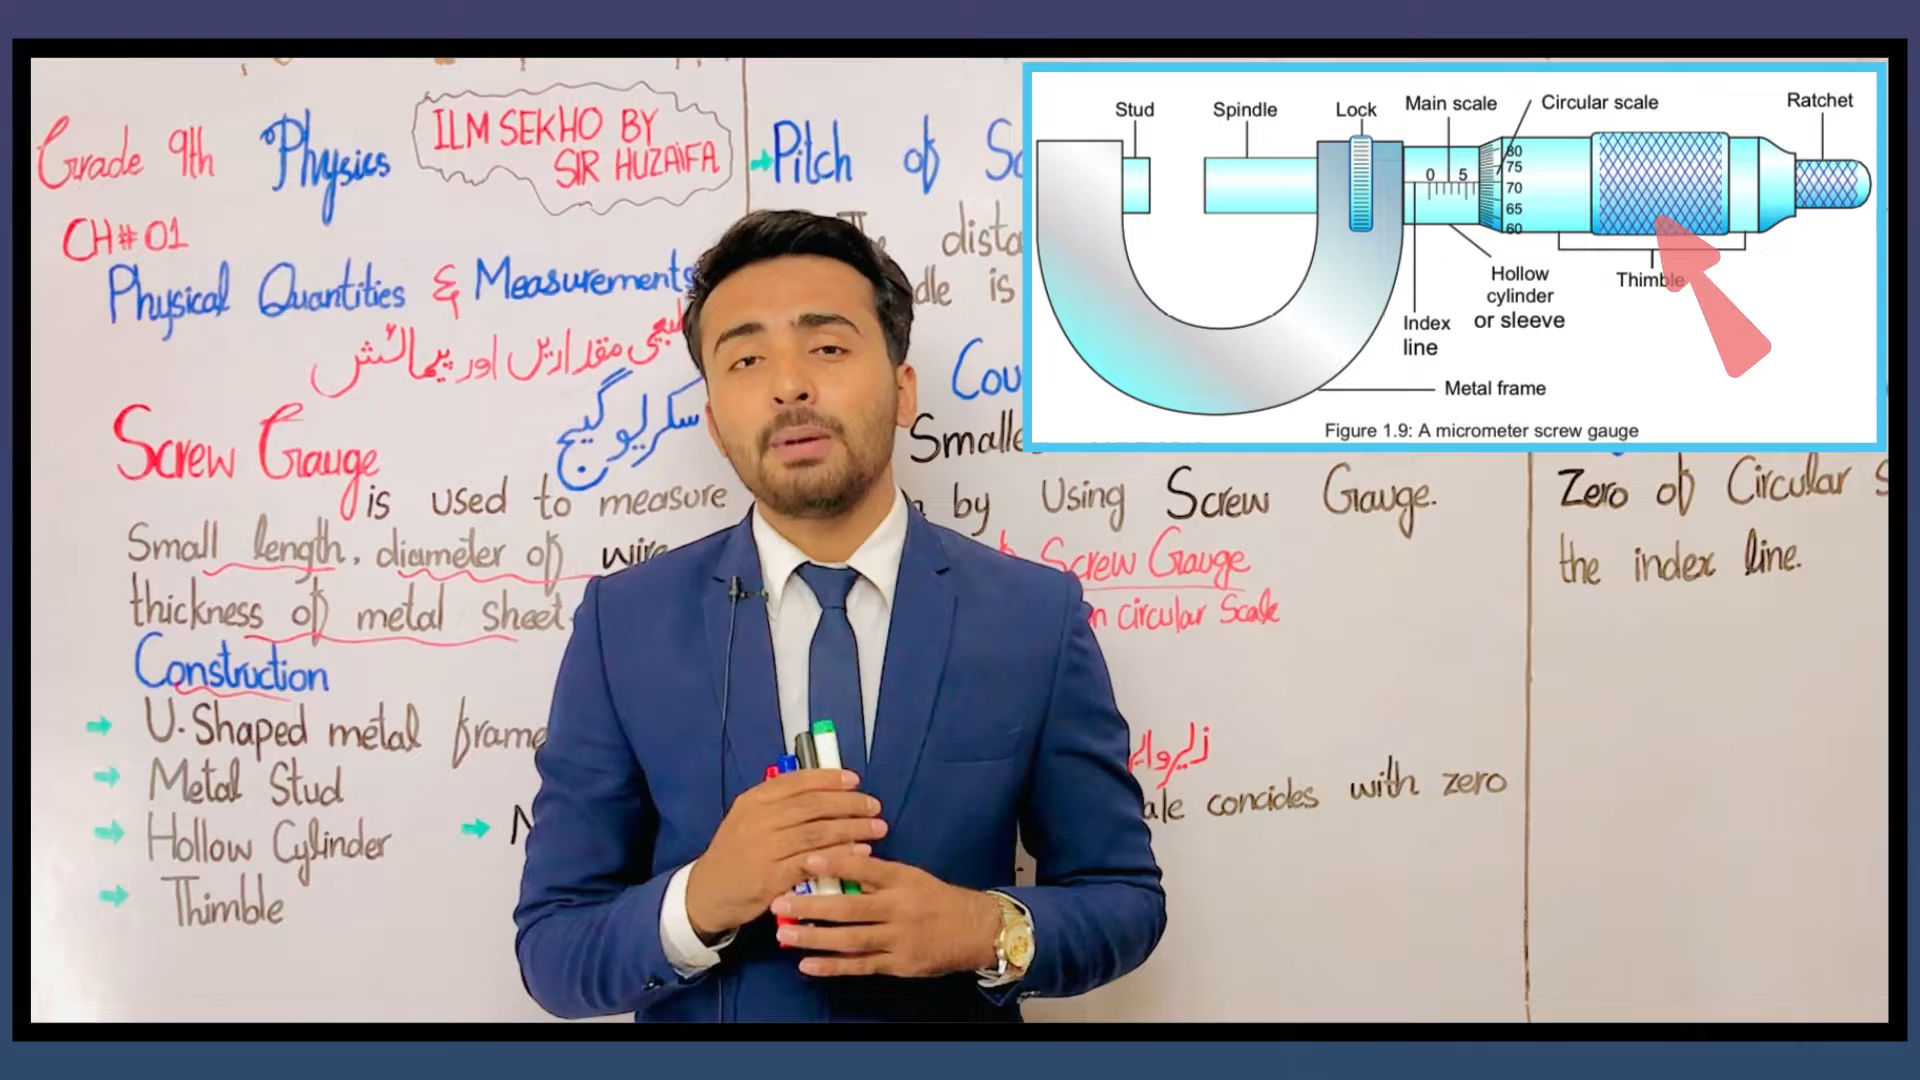 Grade 9th Physics
ILM SEKHO BY
SIR HUZAIFA
CH#01
Physical Quantities & Measurements
طبیعی مقداریں اور پیمائش
Screw Gauge
سکریو گیج
is used to measure
Small length, diameter of wire
thickness of metal sheet.
Construction
U-Shaped metal frame
Metal Stud
Hollow Cylinder
Thimble
Pitch of Sc
The dista
dle is
Cou
Smalle
by Using Screw Gauge.
Screw Gauge
n circular Scale
زیرو ایر
ale concides with zero
Zero of Circular S
the index line.
Stud
Spindle
Lock
Main scale
Circular scale
Ratchet
0 5
80
75
70
65
60
Thimble
Hollow
cylinder
or sleeve
Index
line
Metal frame
Figure 1.9: A micrometer screw gauge